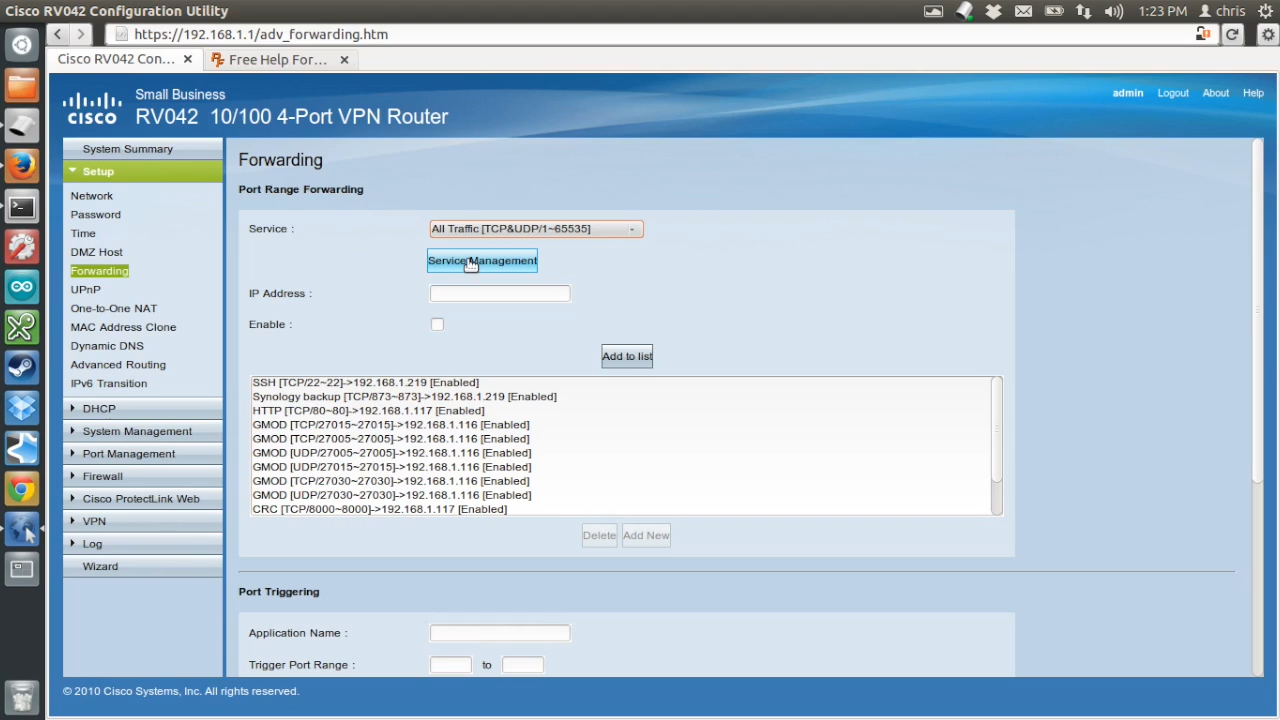 Cisco RV042 Configuration Utility
1:23 PM chris
https://192.168.1.1/adv_forwarding.htm
Cisco RV042 Con... × Free Help For... ×
Small Business
cisco RV042 10/100 4-Port VPN Router
admin Logout About Help
System Summary
Setup
Network
Password
Time
DMZ Host
Forwarding
UPnP
One-to-One NAT
MAC Address Clone
Dynamic DNS
Advanced Routing
IPv6 Transition
DHCP
System Management
Port Management
Firewall
Cisco ProtectLink Web
VPN
Log
Wizard
Forwarding
Port Range Forwarding
Service : All Traffic [TCP&UDP/1~65535]
Service Management
IP Address :
Enable :
Add to list
SSH [TCP/22~22]->192.168.1.219 [Enabled]
Synology backup [TCP/873~873]->192.168.1.219 [Enabled]
HTTP [TCP/80~80]->192.168.1.117 [Enabled]
GMOD [TCP/27015~27015]->192.168.1.116 [Enabled]
GMOD [TCP/27005~27005]->192.168.1.116 [Enabled]
GMOD [UDP/27005~27005]->192.168.1.116 [Enabled]
GMOD [UDP/27015~27015]->192.168.1.116 [Enabled]
GMOD [TCP/27030~27030]->192.168.1.116 [Enabled]
GMOD [UDP/27030~27030]->192.168.1.116 [Enabled]
CRC [TCP/8000~8000]->192.168.1.117 [Enabled]
Delete Add New
Port Triggering
Application Name :
Trigger Port Range : to
© 2010 Cisco Systems, Inc. All rights reserved.